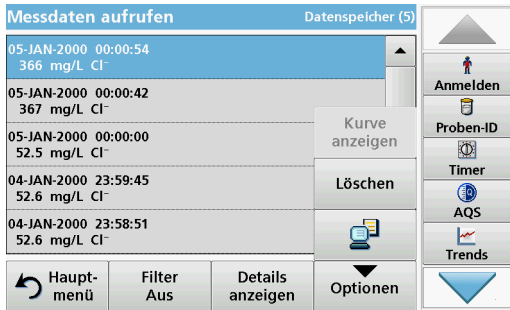 Messdaten aufrufen
Datenspeicher (5)
05-JAN-2000 00:00:54
366 mg/L Cl⁻
05-JAN-2000 00:00:42
367 mg/L Cl⁻
05-JAN-2000 00:00:00
52.5 mg/L Cl⁻
04-JAN-2000 23:59:45
52.6 mg/L Cl⁻
04-JAN-2000 23:58:51
52.6 mg/L Cl⁻
Kurve
anzeigen
Löschen
Haupt-
menü
Filter
Aus
Details
anzeigen
Optionen
Anmelden
Proben-ID
Timer
AQS
Trends